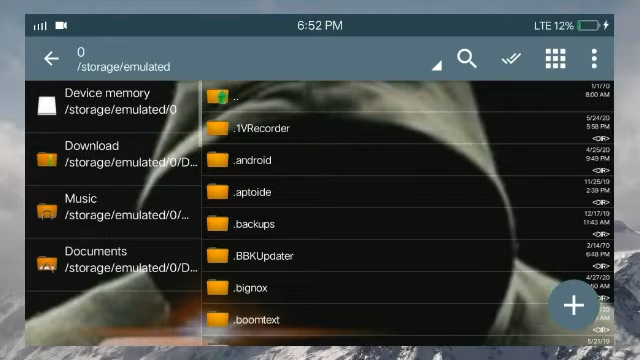 6:52 PM
LTE 12%
0
/storage/emulated
Device memory
/storage/emulated/0
Download
/storage/emulated/0/D...
Music
/storage/emulated/0/...
Documents
/storage/emulated/0/D...
..
1/1/70
8:00 AM
.1VRecorder
5/24/20
5:58 PM
<DIR>
.android
4/25/20
9:49 PM
<DIR>
.aptoide
11/25/19
2:39 PM
<DIR>
.backups
12/17/19
11:43 AM
<DIR>
.BBKUpdater
2/14/70
6:48 PM
<DIR>
.bignox
4/27/20
<DIR>
.boomtext
<DIR>
5/21/19